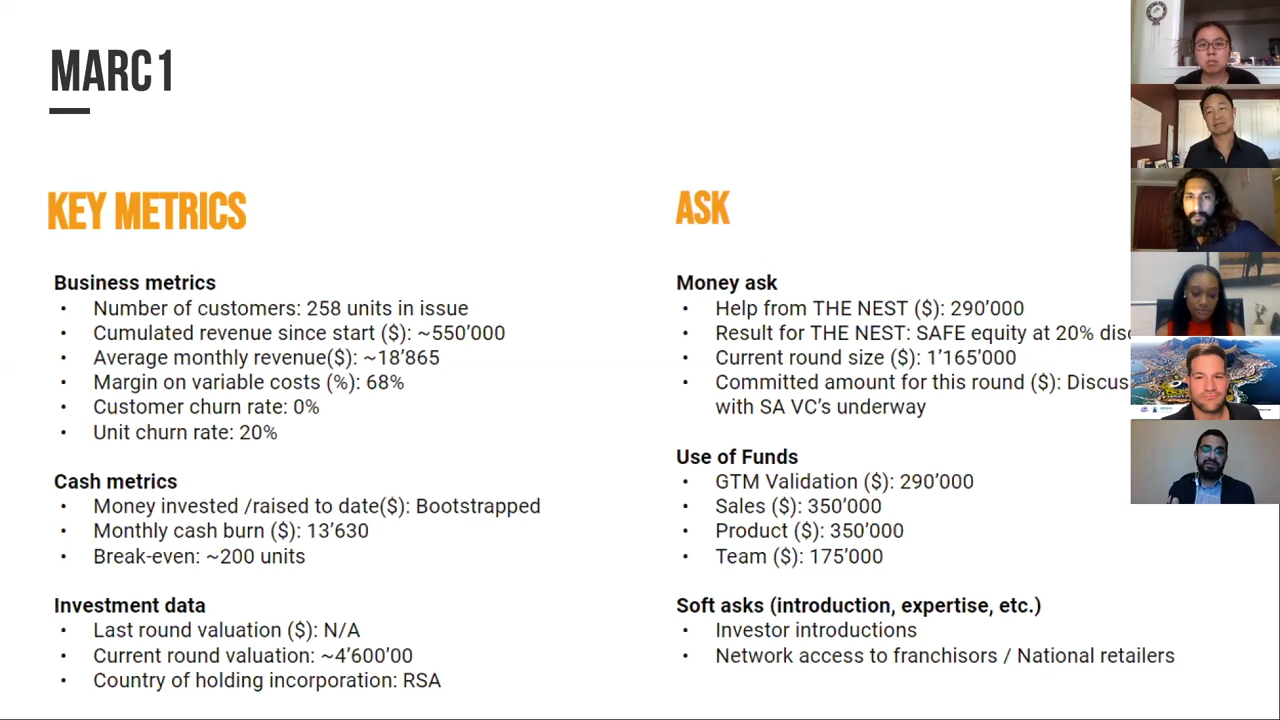 MARC1
KEY METRICS
Business metrics
• Number of customers: 258 units in issue
• Cumulated revenue since start ($): ~550’000
• Average monthly revenue($): ~18’865
• Margin on variable costs (%): 68%
• Customer churn rate: 0%
• Unit churn rate: 20%
Cash metrics
• Money invested /raised to date($): Bootstrapped
• Monthly cash burn ($): 13’630
• Break-even: ~200 units
Investment data
• Last round valuation ($): N/A
• Current round valuation: ~4’600’00
• Country of holding incorporation: RSA
ASK
Money ask
• Help from THE NEST ($): 290’000
• Result for THE NEST: SAFE equity at 20%
• Current round size ($): 1’165’000
• Committed amount for this round ($):
with SA VC’s underway
Use of Funds
• GTM Validation ($): 290’000
• Sales ($): 350’000
• Product ($): 350’000
• Team ($): 175’000
Soft asks (introduction, expertise, etc.)
• Investor introductions
• Network access to franchisors / National retailers